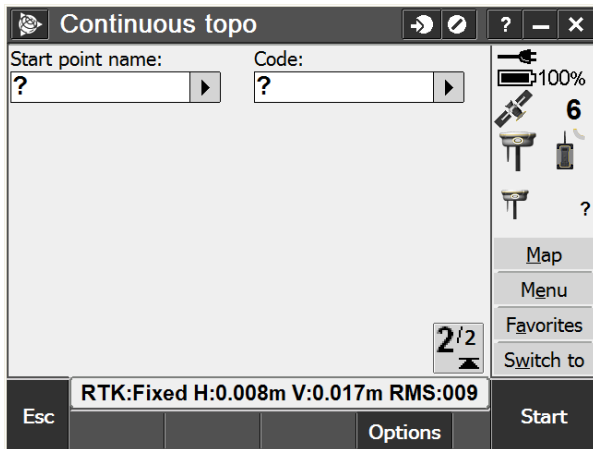 Continuous topo ? – ×
Start point name: Code:
? ?
100%
6
?
Map
Menu
Favorites
Switch to
2/2
RTK:Fixed H:0.008m V:0.017m RMS:009
Esc Options Start